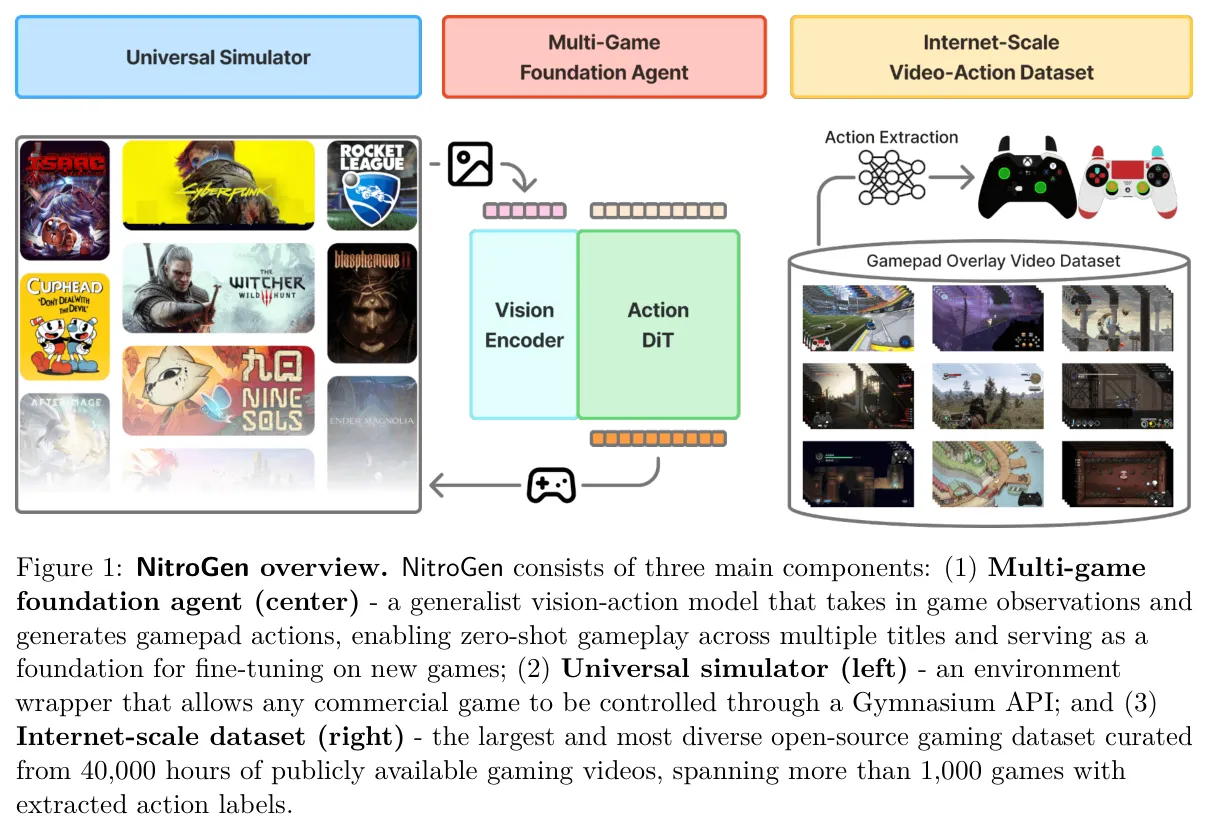 Universal Simulator
Multi-Game
Foundation Agent
Internet-Scale
Video-Action Dataset
ISAAC
CYBERPUNK
ROCKET
LEAGUE
CUPHEAD
"DON'T DEAL WITH
THE DEVIL"
THE
WITCHER
WILD HUNT
blasphemous II
九日
NINE
SOLS
AFTERIMAGE
ENDER MAGNOLIA
Vision
Encoder
Action
DiT
Action Extraction
Gamepad Overlay Video Dataset
Figure 1: NitroGen overview. NitroGen consists of three main components: (1) Multi-game
foundation agent (center) - a generalist vision-action model that takes in game observations and
generates gamepad actions, enabling zero-shot gameplay across multiple titles and serving as a
foundation for fine-tuning on new games; (2) Universal simulator (left) - an environment
wrapper that allows any commercial game to be controlled through a Gymnasium API; and (3)
Internet-scale dataset (right) - the largest and most diverse open-source gaming dataset curated
from 40,000 hours of publicly available gaming videos, spanning more than 1,000 games with
extracted action labels.